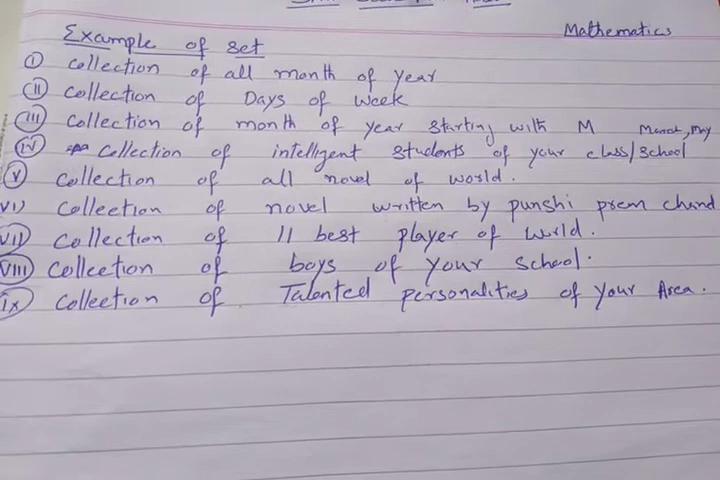 Mathematics
Example of set
(i) collection of all month of year
(ii) collection of Days of week
(iii) collection of month of year starting with M March, May
(iv) collection of intelligent students of your class/school
(v) collection of all novel of world.
vi) collection of novel written by punshi prem chand
vii) collection of 11 best player of world.
(viii) collection of boys of your school.
(ix) collection of Talented personalities of your Area.